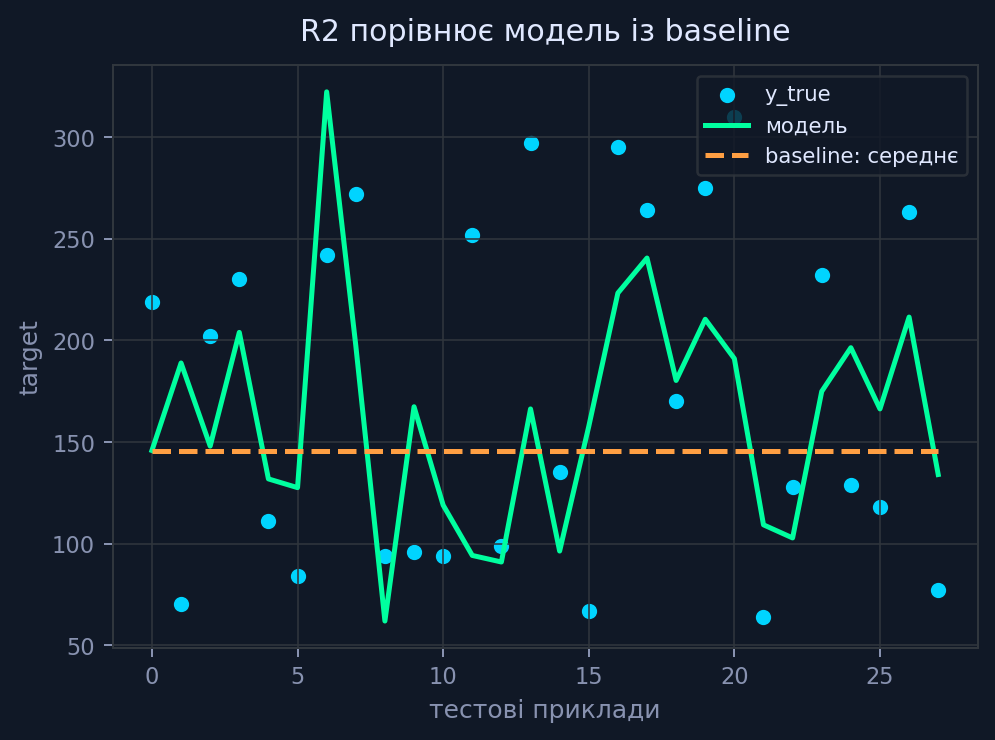 R2 порівнює модель із baseline
y_true
модель
baseline: середнє
target
300
250
200
150
100
50
0 5 10 15 20 25
тестові приклади